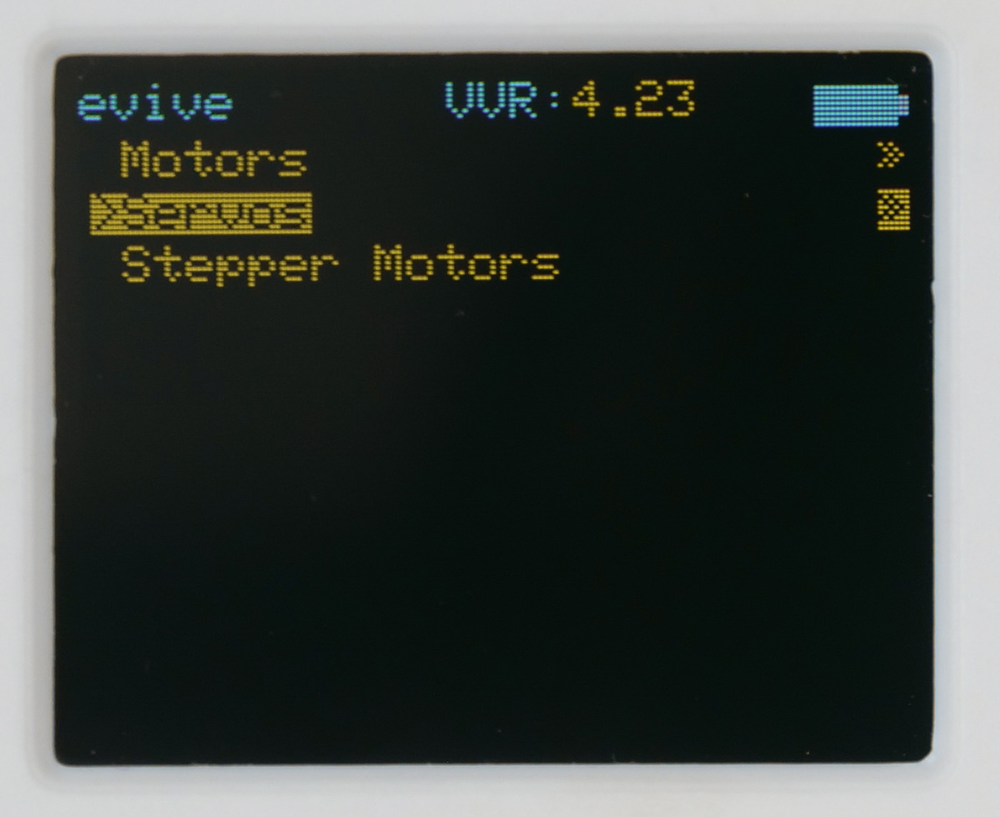 evive VVR:4.23
Motors »
>Servos »
Stepper Motors